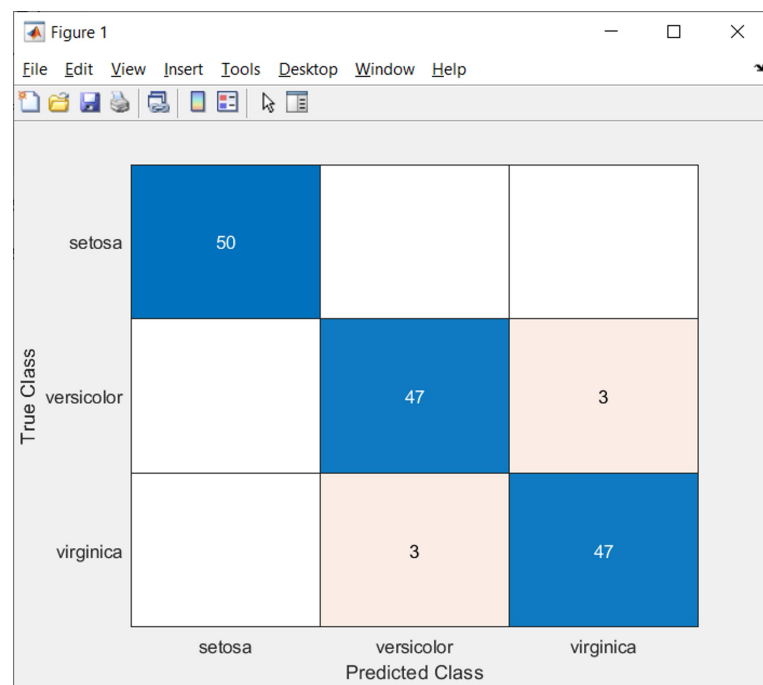 Figure 1
File Edit View Insert Tools Desktop Window Help
setosa
50
True Class
versicolor
47
3
virginica
3
47
setosa versicolor virginica
Predicted Class